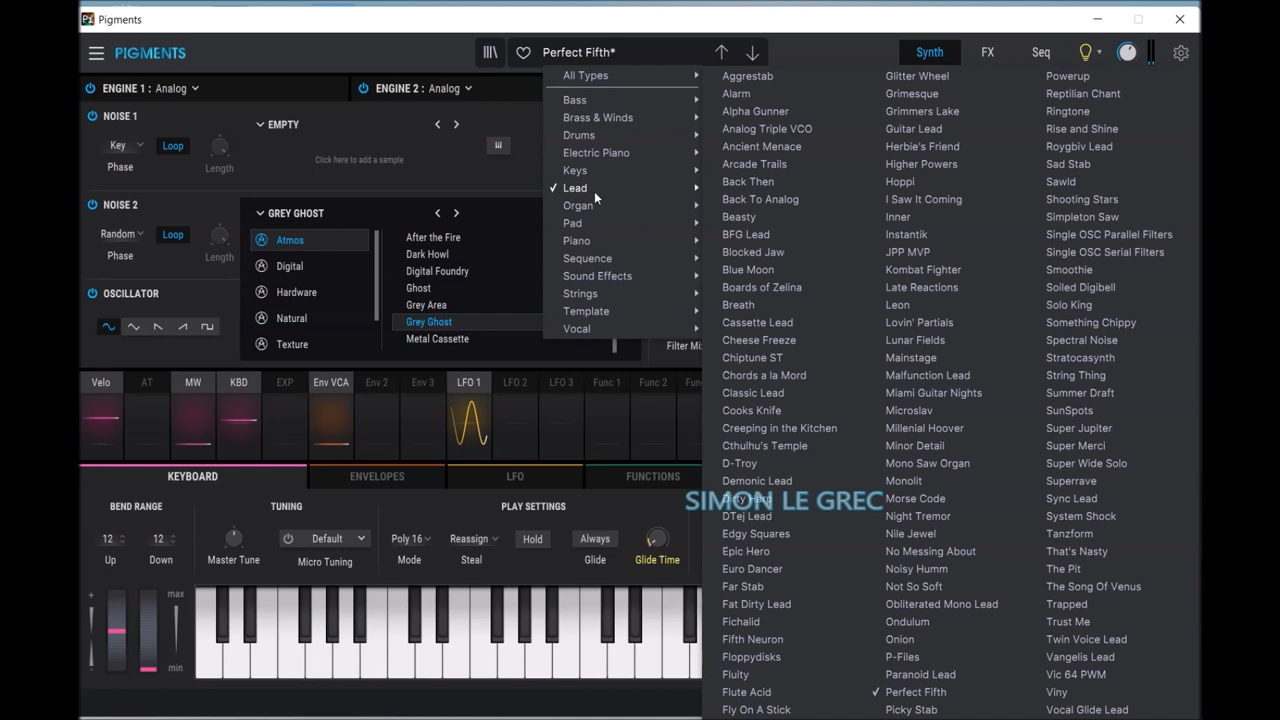 Pigments
PIGMENTS
Perfect Fifth*
Synth
FX
Seq
ENGINE 1: Analog
ENGINE 2: Analog
NOISE 1
Key
Loop
Phase
Length
EMPTY
Click here to add a sample
NOISE 2
Random
Loop
Phase
Length
OSCILLATOR
GREY GHOST
Atmos
Digital
Hardware
Natural
Texture
After the Fire
Dark Howl
Digital Foundry
Ghost
Grey Area
Grey Ghost
Metal Cassette
Filter Mi
All Types
Bass
Brass & Winds
Drums
Electric Piano
Keys
Lead
Organ
Pad
Piano
Sequence
Sound Effects
Strings
Template
Vocal
Aggrestab
Alarm
Alpha Gunner
Analog Triple VCO
Ancient Menace
Arcade Trails
Back Then
Back To Analog
Beasty
BFG Lead
Blocked Jaw
Blue Moon
Boards of Zelina
Breath
Cassette Lead
Cheese Freeze
Chiptune ST
Chords a la Mord
Classic Lead
Cooks Knife
Creeping in the Kitchen
Cthulhu's Temple
D-Troy
Demonic Lead
Dirty Harp
DTej Lead
Edgy Squares
Epic Hero
Euro Dancer
Far Stab
Fat Dirty Lead
Fichalid
Fifth Neuron
Floppydisks
Fluity
Flute Acid
Fly On A Stick
Glitter Wheel
Grimesque
Grimmers Lake
Guitar Lead
Herbie's Friend
Higher Powers
Hoppi
I Saw It Coming
Inner
Instantik
JPP MVP
Kombat Fighter
Late Reactions
Leon
Lovin' Partials
Lunar Fields
Mainstage
Malfunction Lead
Miami Guitar Nights
Microslav
Millenial Hoover
Minor Detail
Mono Saw Organ
Monolit
Morse Code
Night Tremor
Nile Jewel
No Messing About
Noisy Humm
Not So Soft
Obliterated Mono Lead
Ondulum
Onion
P-Files
Paranoid Lead
Perfect Fifth
Picky Stab
Powerup
Reptilian Chant
Ringtone
Rise and Shine
Roygbiv Lead
Sad Stab
Sawld
Shooting Stars
Simpleton Saw
Single OSC Parallel Filters
Single OSC Serial Filters
Smoothie
Soiled Digibell
Solo King
Something Chippy
Spectral Noise
Stratocasynth
String Thing
Summer Draft
SunSpots
Super Jupiter
Super Merci
Super Wide Solo
Superrave
Sync Lead
System Shock
Tanzform
That's Nasty
The Pit
The Song Of Venus
Trapped
Trust Me
Twin Voice Lead
Vangelis Lead
Vic 64 PWM
Viny
Vocal Glide Lead
SIMON LE GREC
Velo
AT
MW
KBD
EXP
Env VCA
Env 2
Env 3
LFO 1
LFO 2
LFO 3
Func 1
Func 2
Fun
KEYBOARD
ENVELOPES
LFO
FUNCTIONS
BEND RANGE
TUNING
PLAY SETTINGS
12
12
Default
Poly 16
Reassign
Hold
Always
Up
Down
Master Tune
Micro Tuning
Mode
Steal
Glide
Glide Time
+
-
max
min